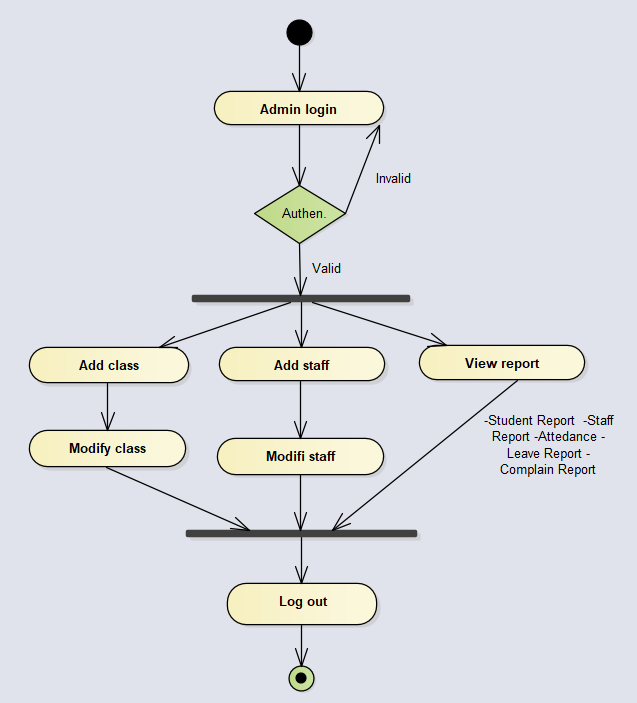 Admin login
Invalid
Authen.
Valid
Add class
Add staff
View report
-Student Report -Staff
Report -Attedance -
Leave Report -
Complain Report
Modify class
Modifi staff
Log out